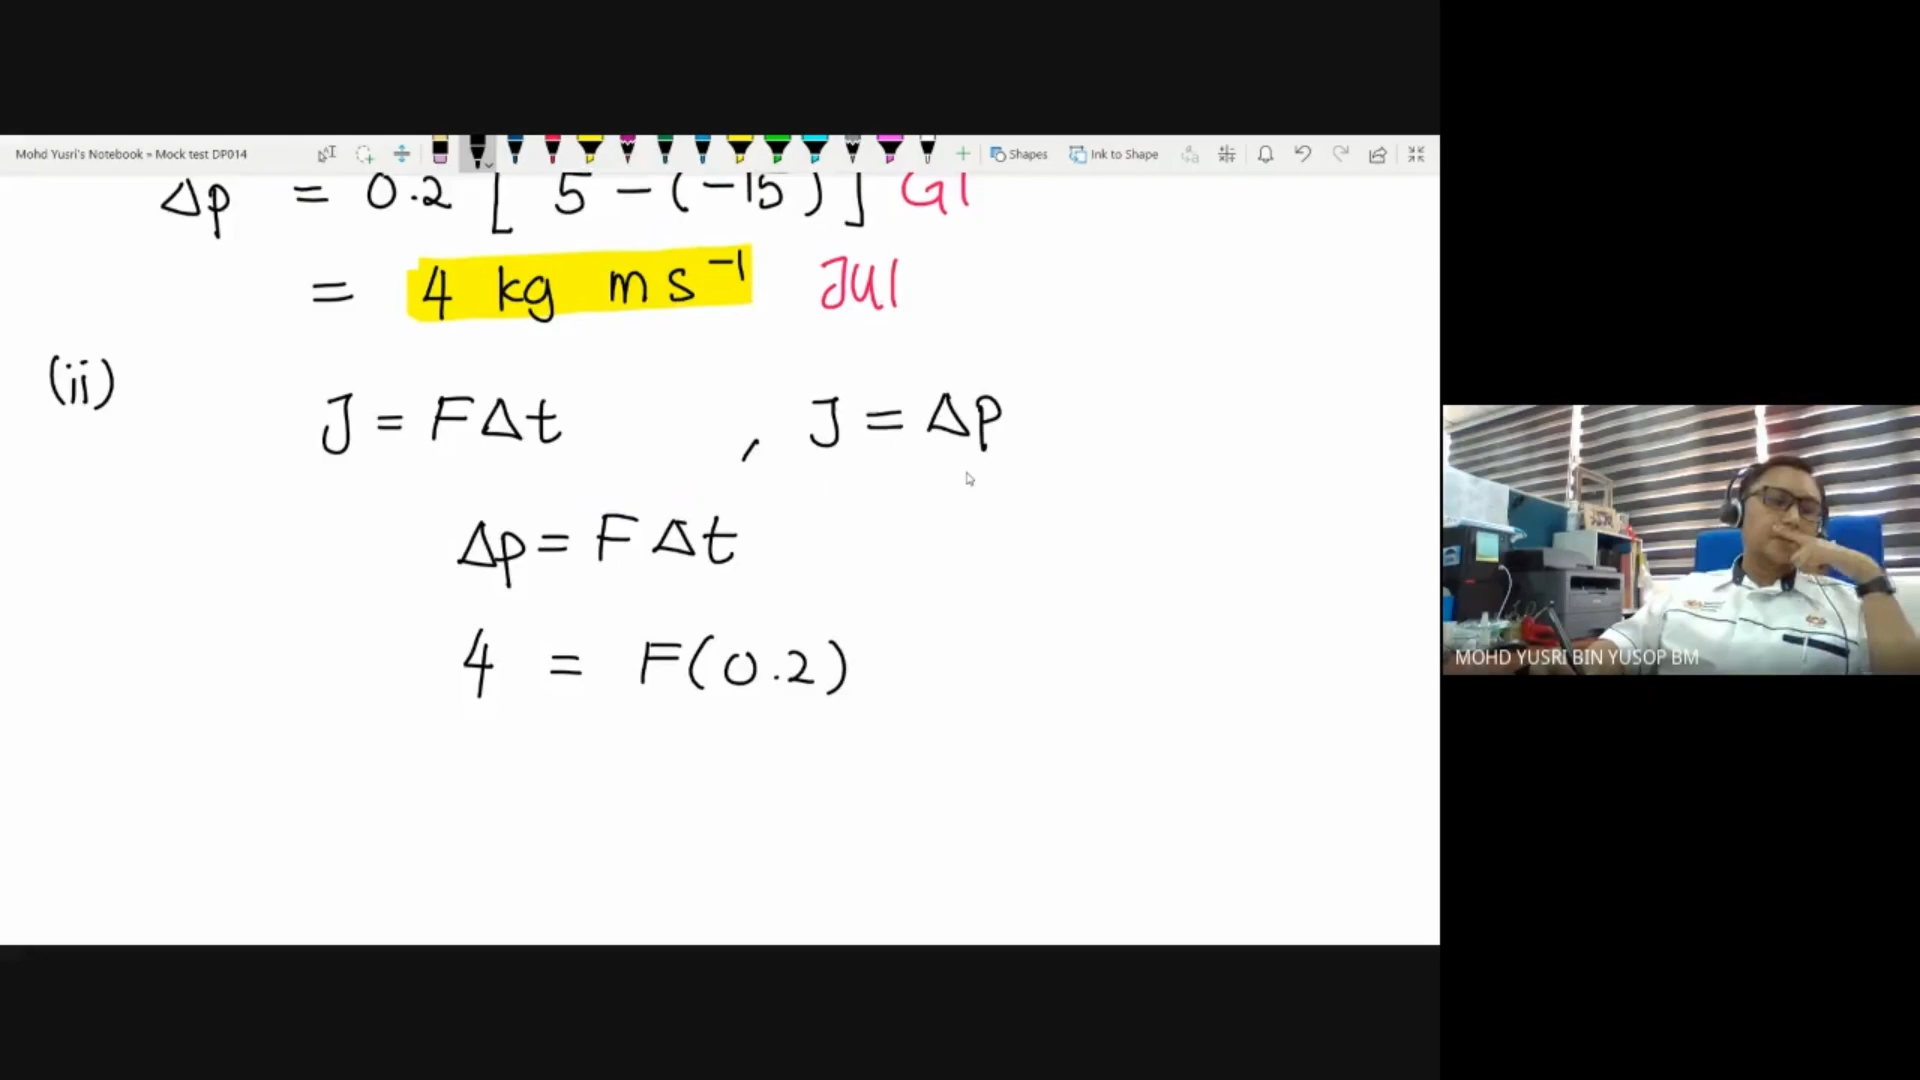 Mohd Yusri's Notebook » Mock test DP014
Shapes
Ink to Shape
Δp = 0.2 [ 5 - (-15) ] G1
= 4 kg m s⁻¹ JU1
(ii)
J = FΔt , J = Δp
Δp = FΔt
4 = F(0.2)
MOHD YUSRI BIN YUSOP BM